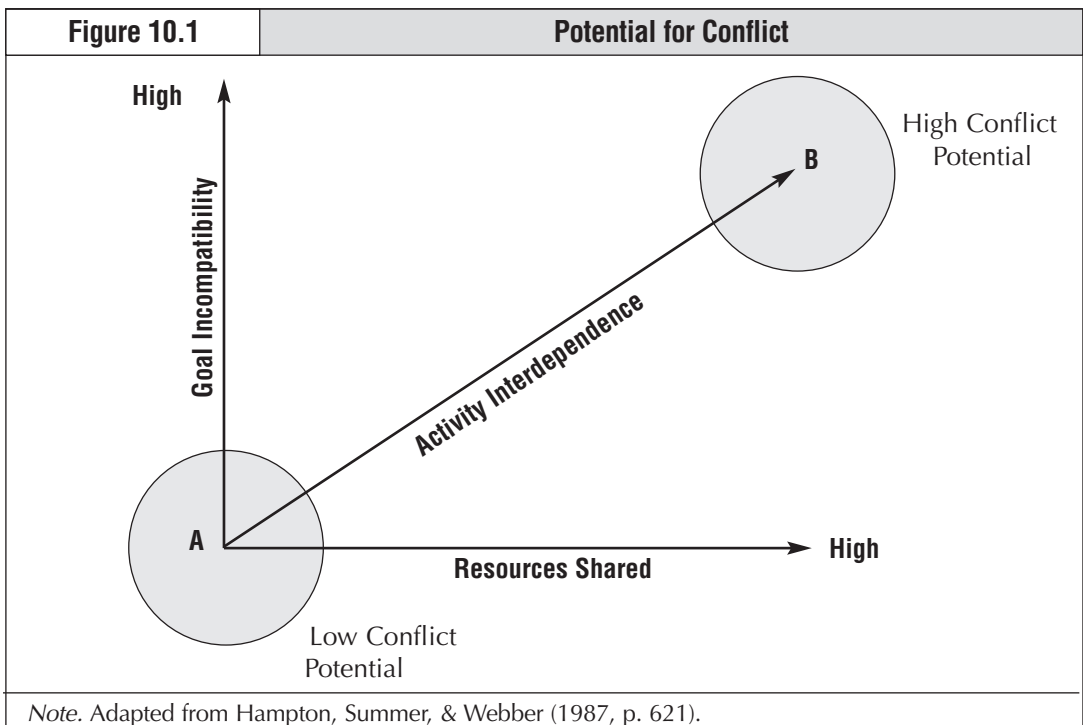 Figure 10.1
Potential for Conflict
High
Goal Incompatibility
High Conflict
Potential
B
Activity Interdependence
A
High
Resources Shared
Low Conflict
Potential
Note. Adapted from Hampton, Summer, & Webber (1987, p. 621).